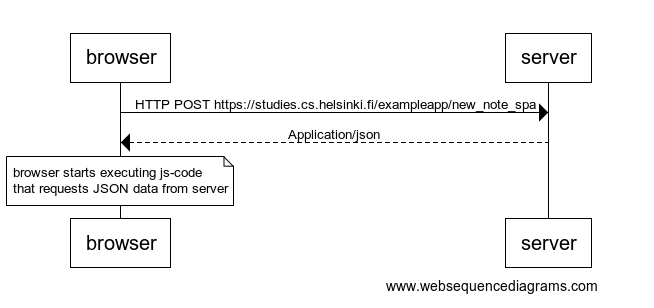 browser
server
HTTP POST https://studies.cs.helsinki.fi/exampleapp/new_note_spa
Application/json
browser starts executing js-code
that requests JSON data from server
browser
server
www.websequencediagrams.com